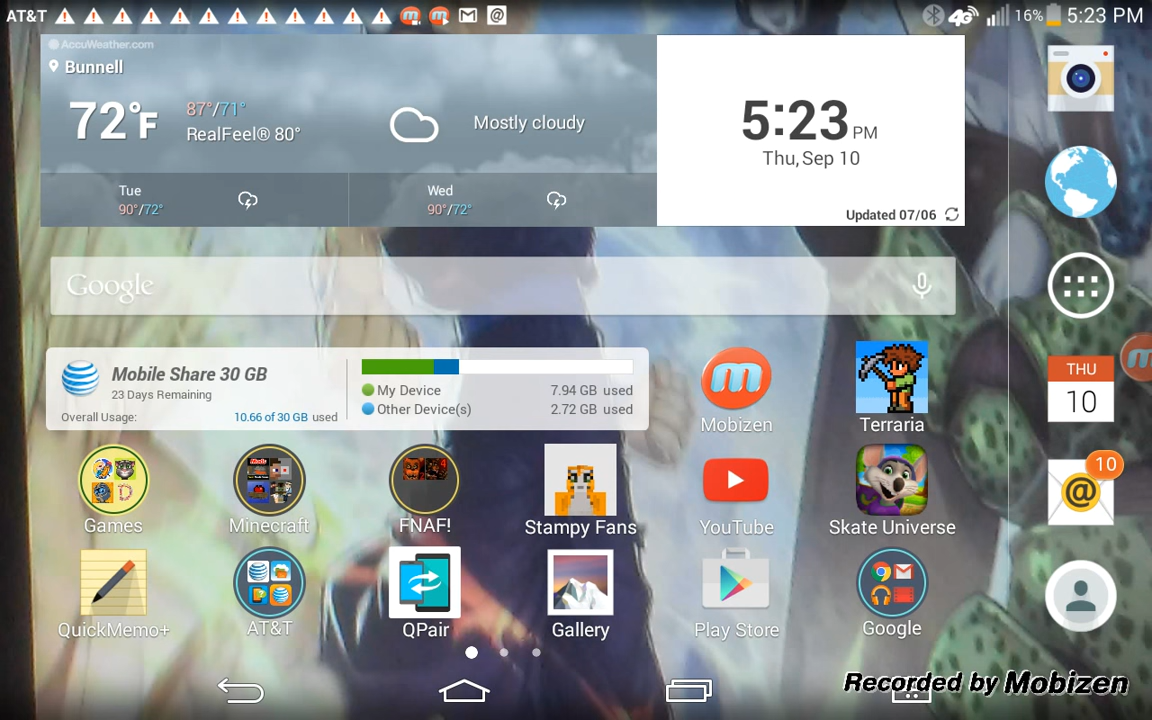 AT&T 16% 5:23 PM
AccuWeather.com
Bunnell
72°F
87°/71°
RealFeel® 80°
Mostly cloudy
5:23 PM
Thu, Sep 10
Tue
90°/72°
Wed
90°/72°
Updated 07/06
Google
Mobile Share 30 GB
23 Days Remaining
Overall Usage: 10.66 of 30 GB used
My Device 7.94 GB used
Other Device(s) 2.72 GB used
Mobizen
Terraria
THU
10
10
Games
Minecraft
FNAF!
Stampy Fans
YouTube
Skate Universe
QuickMemo+
AT&T
QPair
Gallery
Play Store
Google
Recorded by Mobizen